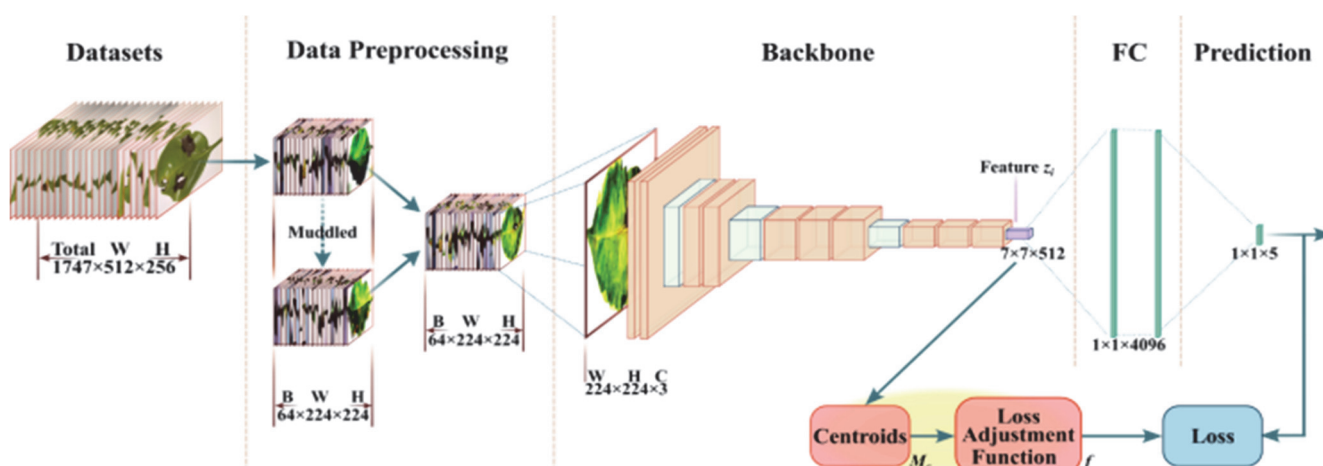 Datasets
Data Preprocessing
Backbone
FC
Prediction
Total W H
1747×512×256
Muddled
B W H
64×224×224
B W H
64×224×224
W H C
224×224×3
Feature z_i
7×7×512
1×1×4096
1×1×5
Centroids
Loss
Adjustment
Function
Loss